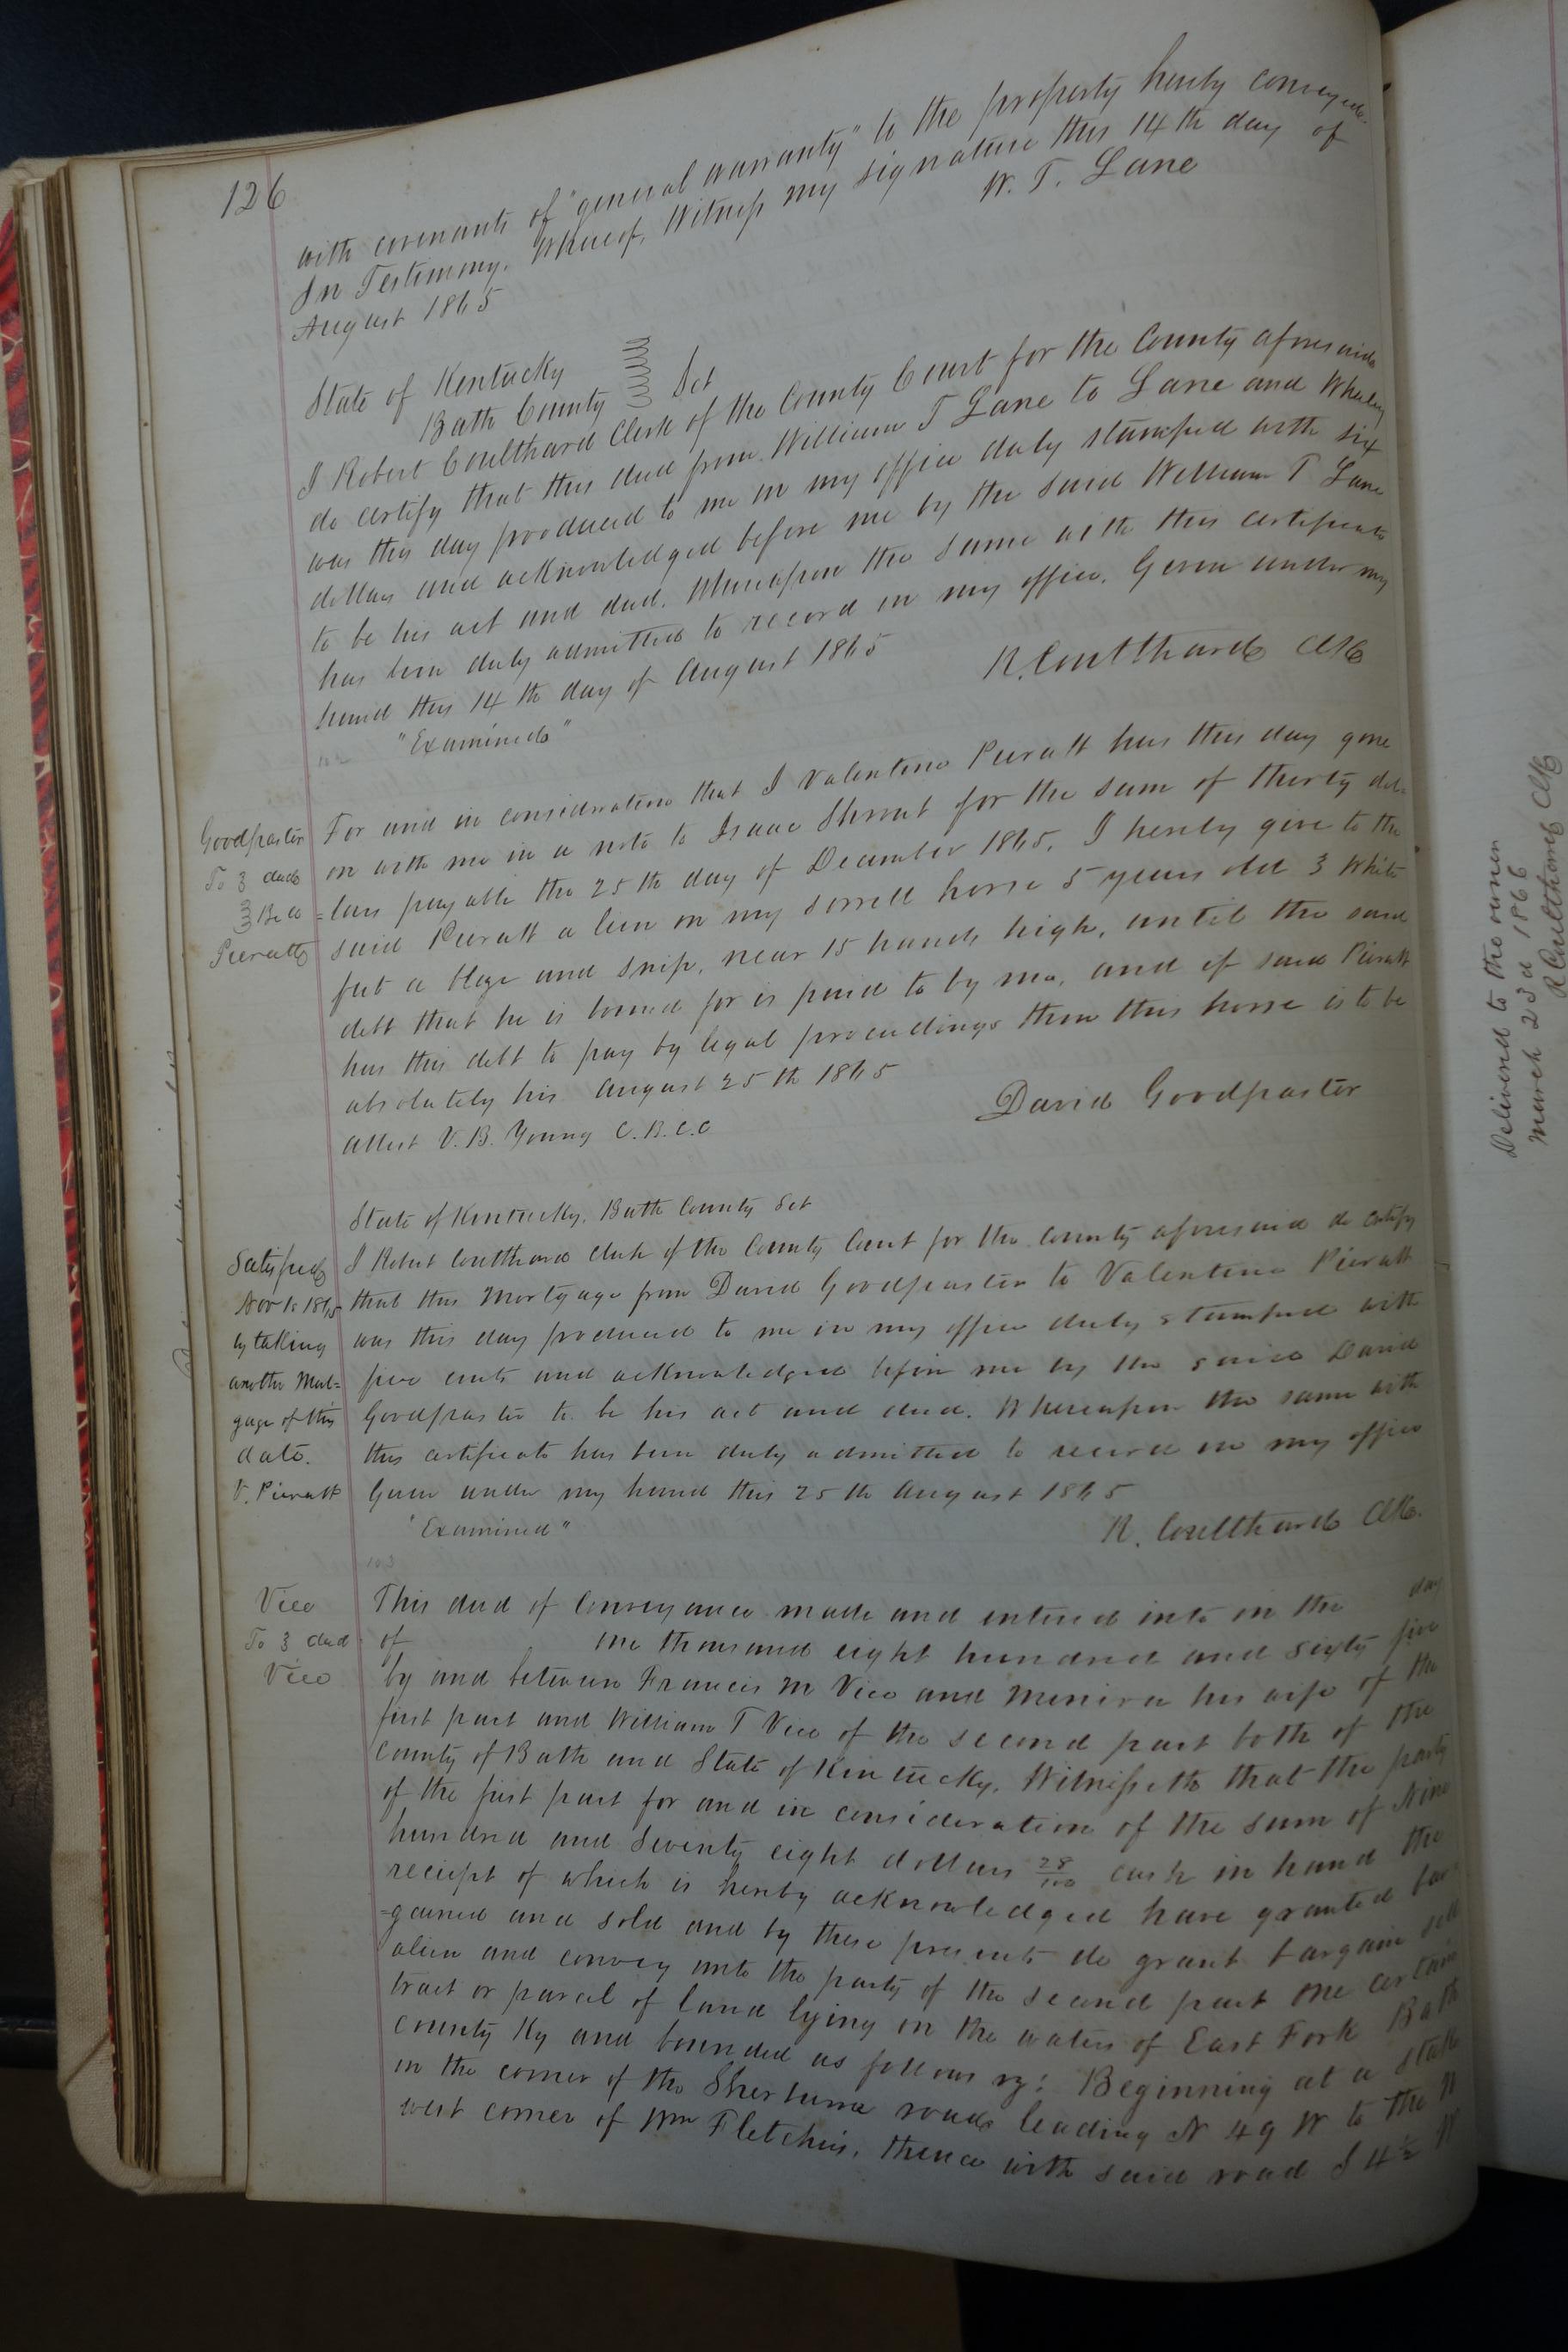 126
with covenants of "general warranty" to the property hereby conveyed.
In Testimony. Whereof, Witness my signature this 14th day of
August 1865
W. T. Lane
State of Kentucky
Bath County Sct
I Robert Coulthard Clerk of the County Court for the County aforesaid
do certify that this deed from William T Lane to Lane and Whaley
was this day produced to me in my office duly stamped with six
dollars and acknowledged before me by the said William T Lane
to be his act and deed. Whereupon the same with this certificate
has been duly admitted to record in my office. Given under my
hand this 14th day of August 1865
R. Coulthard Clk
"Examined"
102
Goodpaster
To 3 deed
B. Co
Pieratt
For and in consideration that I Valentine Pieratt has this day gone
on with me in a note to Isaac Shrout for the sum of thirty dol-
=lars payable the 25th day of December 1865. I hereby give to the
said Pieratt a lien on my sorrell horse 5 years old 3 White
feet a blaze and snip, near 15 hands high, until the said
debt that he is bound for is paid to by me, and if said Pieratt
has this debt to pay by legal proceedings then this horse is to be
absolutely his August 25th 1865
David Goodpaster
Attest V. B. Young C.B.C.C
State of Kentucky, Bath County Sct
I Robert Coulthard Clerk of the County Court for the County aforesaid do certify
that this Mortgage from David Goodpaster to Valentine Pieratt
was this day produced to me in my office duly stamped with
five cents and acknowledged before me by the said David
Goodpaster to be his act and deed. Whereupon the same with
this certificate has been duly admitted to record in my office
Given under my hand this 25th August 1865
"Examined"
R. Coulthard Clk.
Satisfied
Nov 1865
by taking
another Mort=
gage of this
date.
V. Pieratt
103
Vice
To 3 deed
Vice
This deed of Conveyance made and entered into on the day
of one thousand eight hundred and sixty five
by and between Francis M Vice and Minerva his wife of the
first part and William T Vice of the second part both of the
County of Bath and State of Kentucky. Witnesseth that the party
of the first part for and in consideration of the sum of Nine
hundred and Seventy eight dollars 28/100 cash in hand the
receipt of which is hereby acknowledged have granted bar-
=gained and sold and by these presents do grant bargain sell
alien and convey unto the party of the second part one certain
tract or parcel of land lying on the waters of East Fork Bath
County Ky and bounded as follows vz: Beginning at a stake
in the corner of the Sherburne road leading N 49 W to the N
west corner of Wm Fletchers, thence with said road S 4½ W
Delivered to the owner
March 23d 1866
R Coulthard Clk